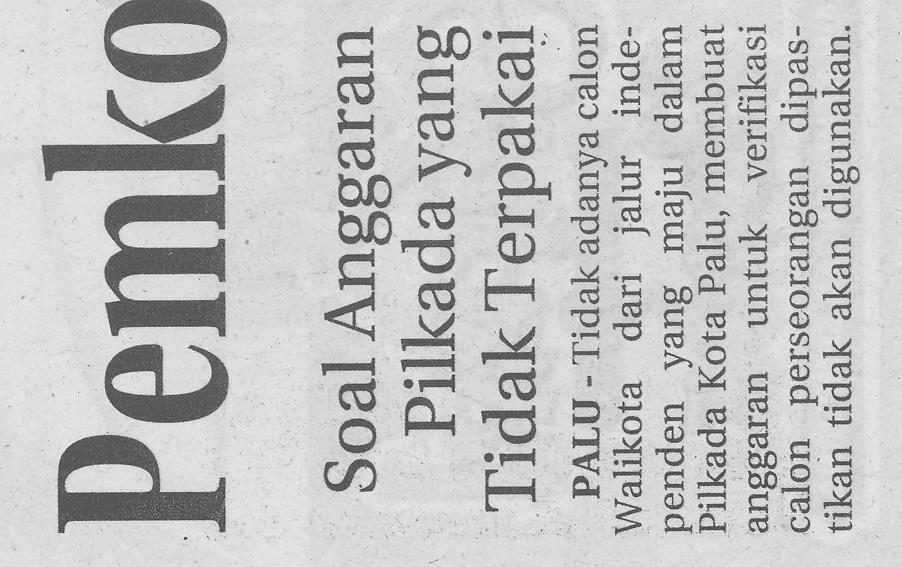 Pemko
Soal Anggaran
Pilkada yang
Tidak Terpakai
PALU - Tidak adanya calon
Walikota dari jalur inde-
penden yang maju dalam
Pilkada Kota Palu, membuat
anggaran untuk verifikasi
calon perseorangan dipas-
tikan tidak akan digunakan.